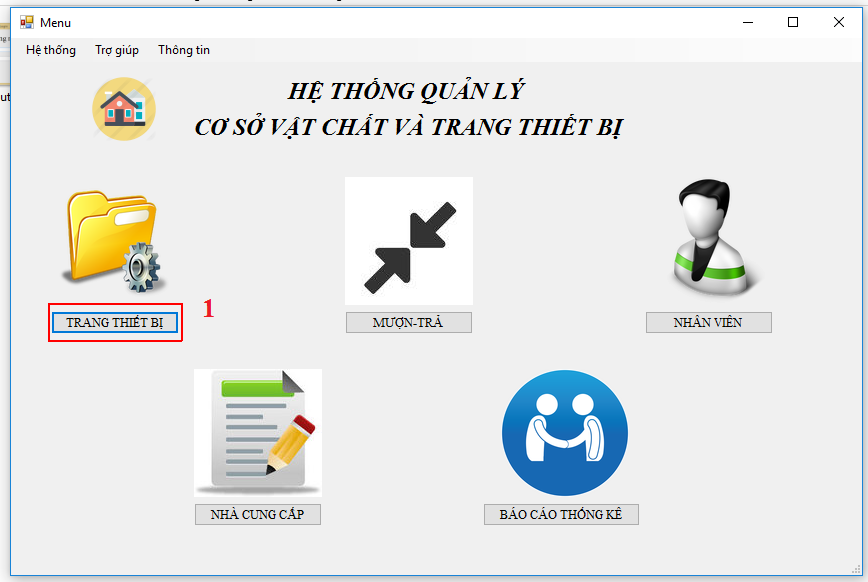 Menu
Hệ thống Trợ giúp Thông tin
HỆ THỐNG QUẢN LÝ
CƠ SỞ VẬT CHẤT VÀ TRANG THIẾT BỊ
1
TRANG THIẾT BỊ
MƯỢN-TRẢ
NHÂN VIÊN
NHÀ CUNG CẤP
BÁO CÁO THỐNG KÊ